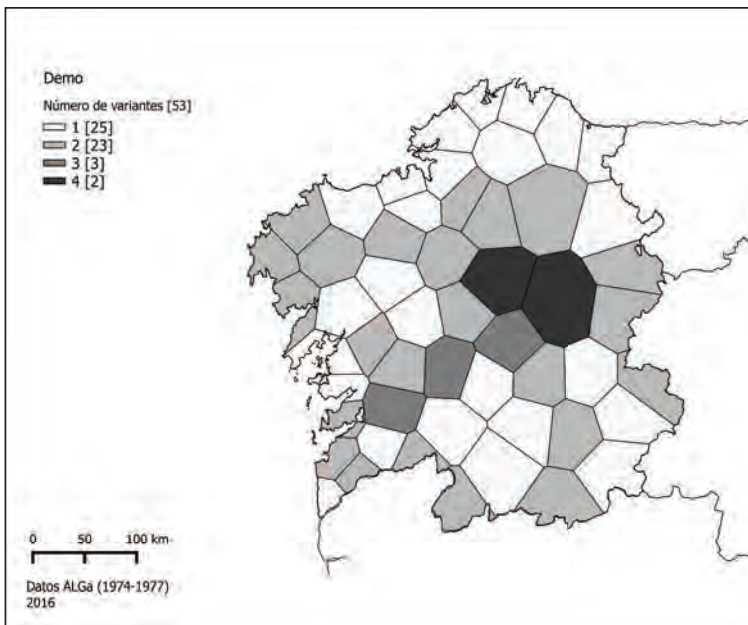 Demo
Número de variantes [53]
1 [25]
2 [23]
3 [3]
4 [2]
0 50 100 km
Datos ALGa (1974-1977)
2016